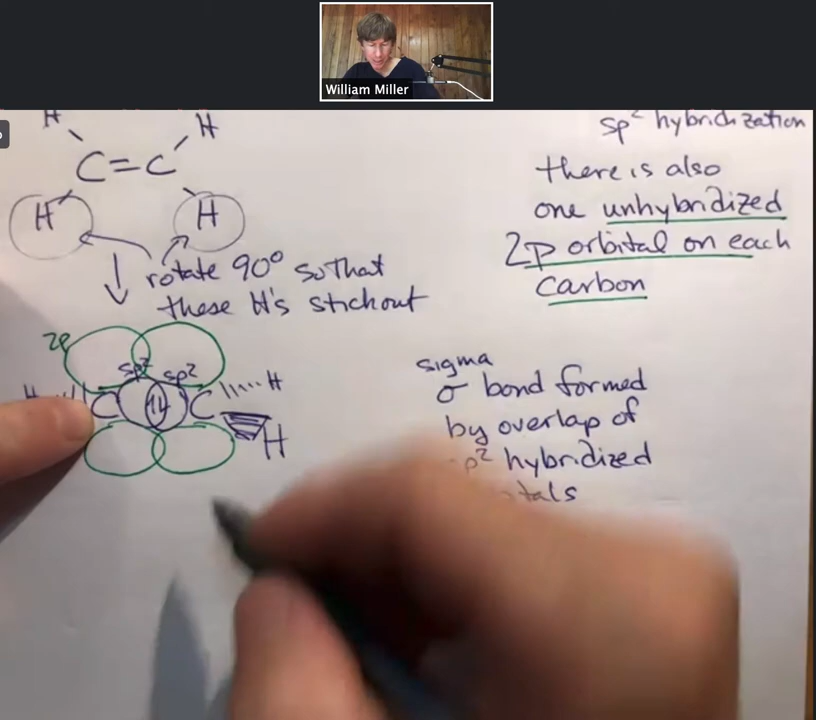 William Miller
H
H
C=C
H
H
rotate 90° so that
these H's stick out
2p
sp² sp²
C
C
H
H
sp² hybridization
there is also
one unhybridized
2p orbital on each
carbon
sigma
σ bond formed
by overlap of
sp² hybridized